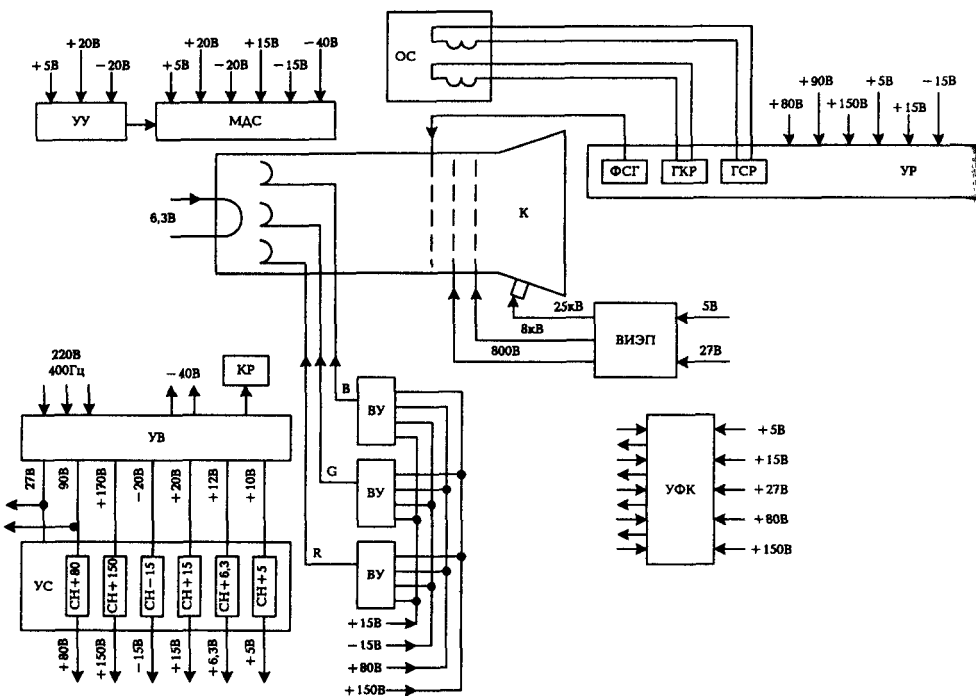 +5В
+20В
−20В
УУ
+5В
+20В
−20В
+15В
−15В
−40В
МДС
ОС
+80В
+90В
+150В
+5В
+15В
−15В
ФСГ
ГКР
ГСР
УР
6,3В
К
25кВ
8кВ
800В
ВИЭП
5В
27В
220В
400Гц
−40В
КР
УВ
27В
90В
+170В
−20В
+20В
+12В
+10В
УС
СН+80
СН+150
СН−15
СН+15
СН+6,3
СН+5
+80В
+150В
−15В
+15В
+6,3В
+5В
B
ВУ
G
ВУ
R
ВУ
+15В
−15В
+80В
+150В
УФК
+5В
+15В
+27В
+80В
+150В